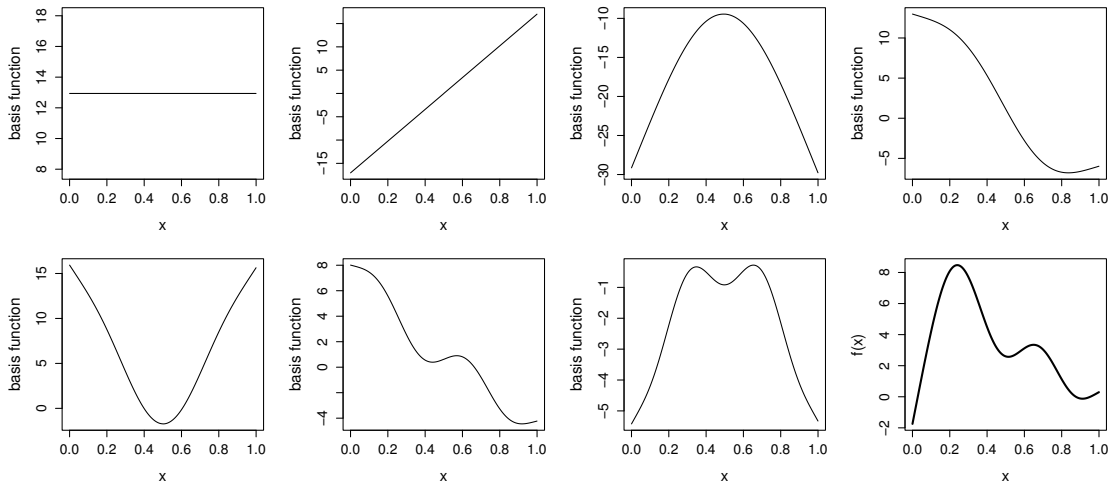 basis function
8 10 12 14 16 18
0.0 0.2 0.4 0.6 0.8 1.0
x
basis function
−15 −5 5 10
0.0 0.2 0.4 0.6 0.8 1.0
x
basis function
−30 −25 −20 −15 −10
0.0 0.2 0.4 0.6 0.8 1.0
x
basis function
−5 0 5 10
0.0 0.2 0.4 0.6 0.8 1.0
x
basis function
0 5 10 15
0.0 0.2 0.4 0.6 0.8 1.0
x
basis function
−4 0 2 4 6 8
0.0 0.2 0.4 0.6 0.8 1.0
x
basis function
−5 −4 −3 −2 −1
0.0 0.2 0.4 0.6 0.8 1.0
x
f(x)
−2 0 2 4 6 8
0.0 0.2 0.4 0.6 0.8 1.0
x